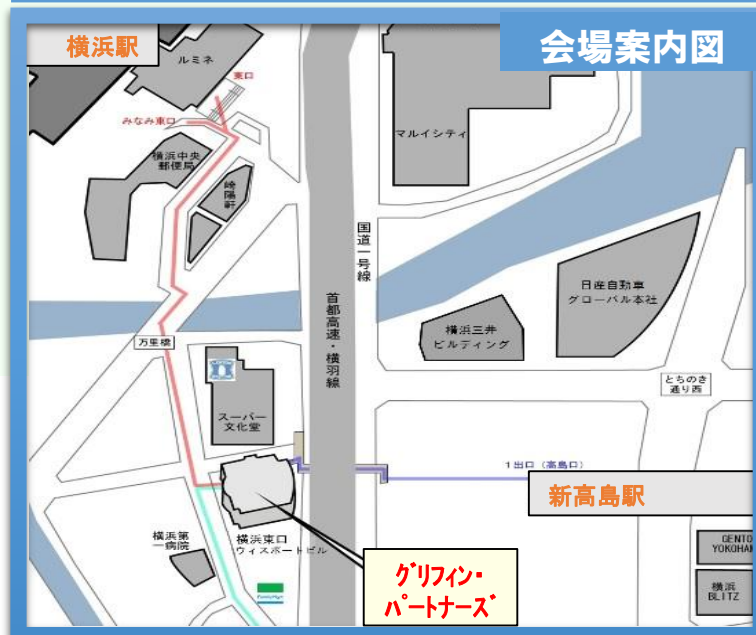 横浜駅
会場案内図
ルミネ
東口
みなみ東口
マルイシティ
横浜中央
郵便局
崎陽軒
国道一号線
首都高速・横羽線
日産自動車
グローバル本社
横浜三井
ビルディング
万里橋
とちのき
通り西
スーパー
文化堂
1出口（高島口）
新高島駅
横浜第
一病院
横浜東口
ウィスポートビル
グリフィン・
パートナーズ
GENTO
YOKOHAM
横浜
BLITZ
FamilyMart